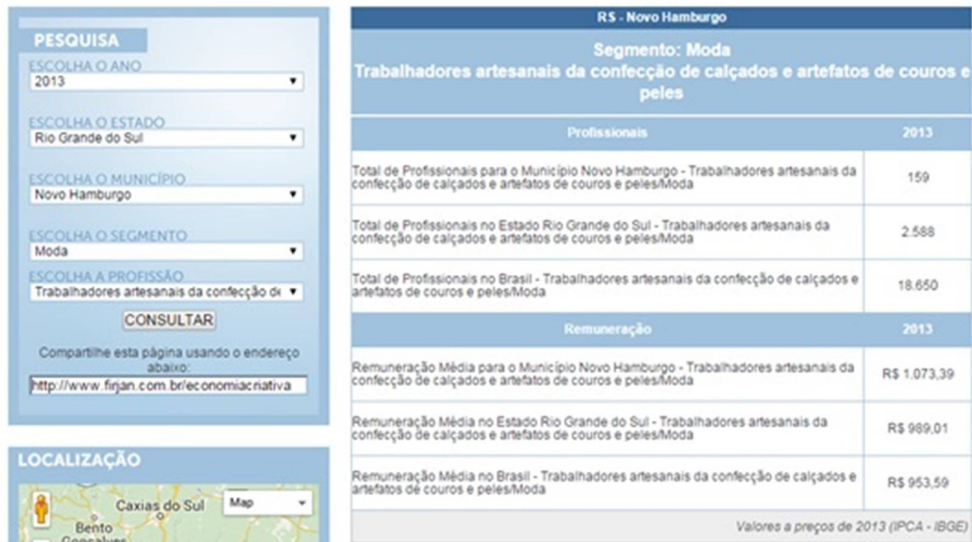 PESQUISA
ESCOLHA O ANO
2013
ESCOLHA O ESTADO
Rio Grande do Sul
ESCOLHA O MUNICÍPIO
Novo Hamburgo
ESCOLHA O SEGMENTO
Moda
ESCOLHA A PROFISSÃO
Trabalhadores artesanais da confecção de
CONSULTAR
Compartilhe esta página usando o endereço
abaixo:
http://www.firjan.com.br/economiacriativa
LOCALIZAÇÃO
Caxias do Sul
Map
Bento
Gonçalves
RS - Novo Hamburgo
Segmento: Moda
Trabalhadores artesanais da confecção de calçados e artefatos de couros e
peles
Profissionais 2013
Total de Profissionais para o Município Novo Hamburgo - Trabalhadores artesanais da
confecção de calçados e artefatos de couros e peles/Moda
159
Total de Profissionais no Estado Rio Grande do Sul - Trabalhadores artesanais da
confecção de calçados e artefatos de couros e peles/Moda
2.588
Total de Profissionais no Brasil - Trabalhadores artesanais da confecção de calçados e
artefatos de couros e peles/Moda
18.650
Remuneração 2013
Remuneração Média para o Município Novo Hamburgo - Trabalhadores artesanais da
confecção de calçados e artefatos de couros e peles/Moda
R$ 1.073,39
Remuneração Média no Estado Rio Grande do Sul - Trabalhadores artesanais da
confecção de calçados e artefatos de couros e peles/Moda
R$ 989,01
Remuneração Média no Brasil - Trabalhadores artesanais da confecção de calçados e
artefatos de couros e peles/Moda
R$ 953,59
Valores a preços de 2013 (IPCA - IBGE)